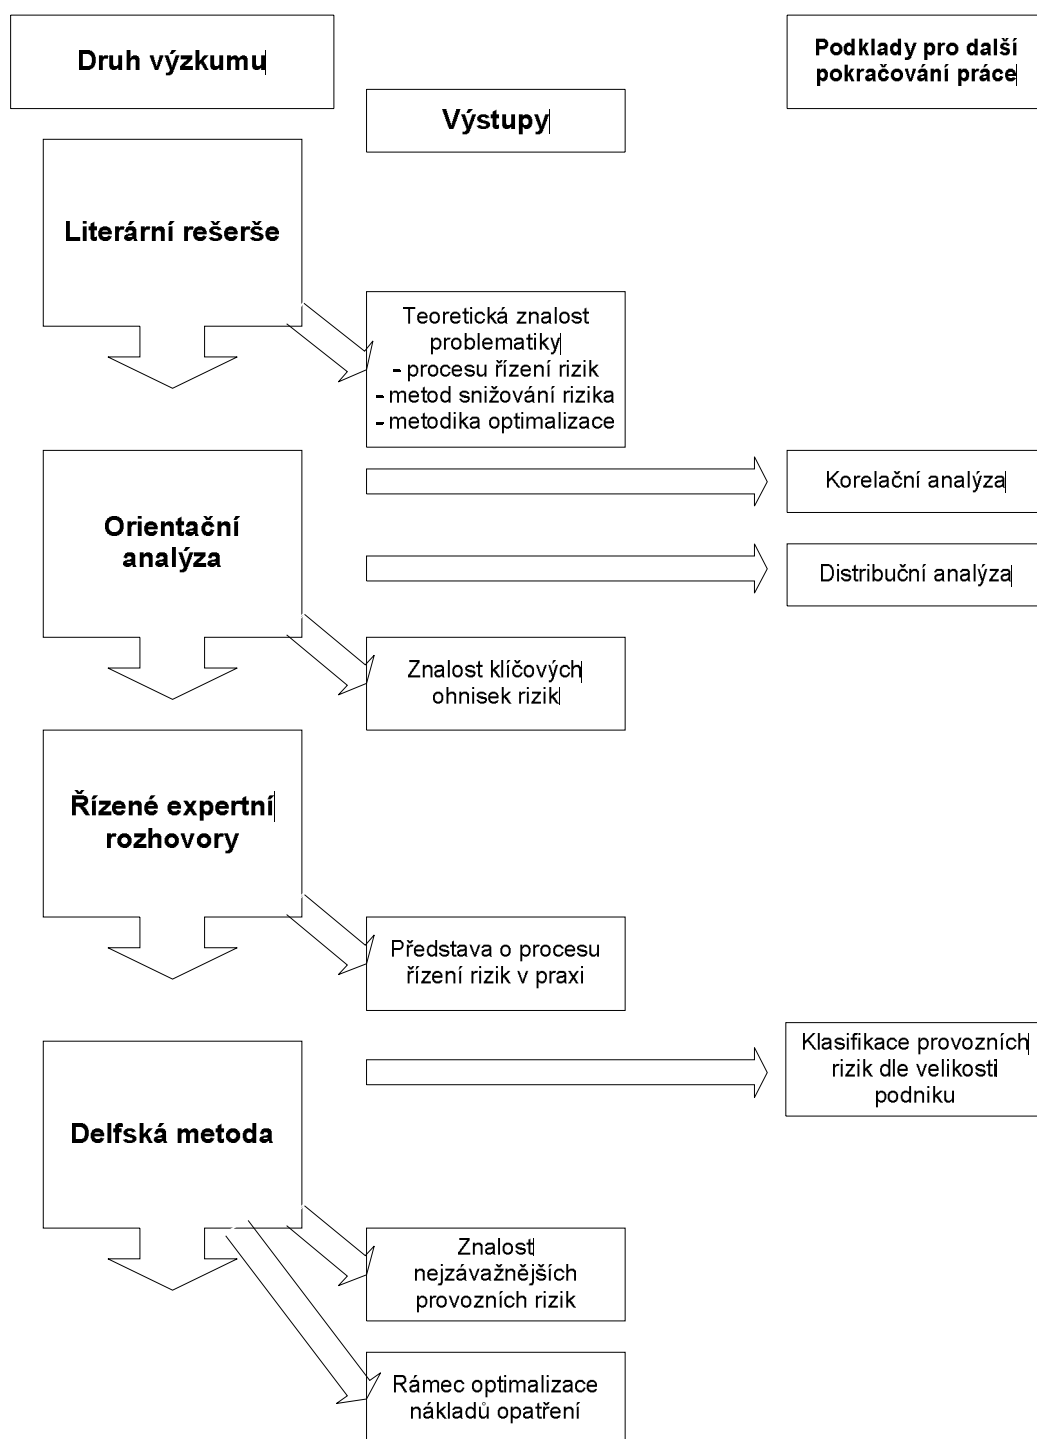 Druh výzkumu
Podklady pro další
pokračování práce
Výstupy
Literární rešerše
Teoretická znalost
problematiky
- procesu řízení rizik
- metod snižování rizika
- metodika optimalizace
Orientační
analýza
Korelační analýza
Distribuční analýza
Znalost klíčových
ohnisek rizik
Řízené expertní
rozhovory
Představa o procesu
řízení rizik v praxi
Delfská metoda
Klasifikace provozních
rizik dle velikosti
podniku
Znalost
nejzávažnějších
provozních rizik
Rámec optimalizace
nákladů opatření